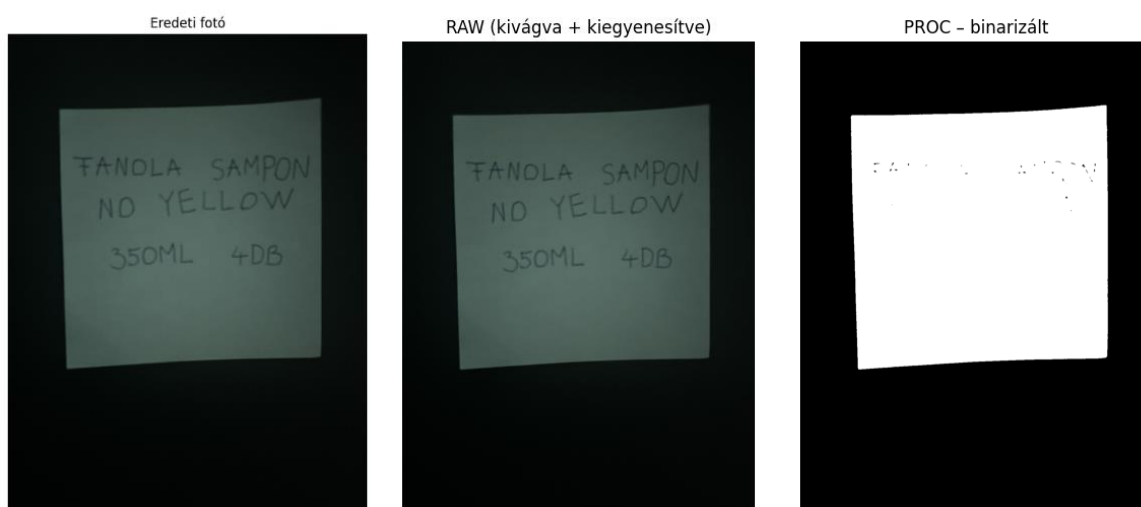 Eredeti fotó
RAW (kivágva + kiegyenesítve)
PROC – binarizált
FANOLA SAMPON
NO YELLOW
350ML 4DB
FANOLA SAMPON
NO YELLOW
350ML 4DB